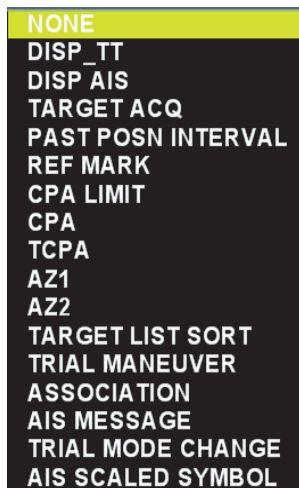 NONE
DISP_TT
DISP AIS
TARGET ACQ
PAST POSN INTERVAL
REF MARK
CPA LIMIT
CPA
TCPA
AZ1
AZ2
TARGET LIST SORT
TRIAL MANEUVER
ASSOCIATION
AIS MESSAGE
TRIAL MODE CHANGE
AIS SCALED SYMBOL